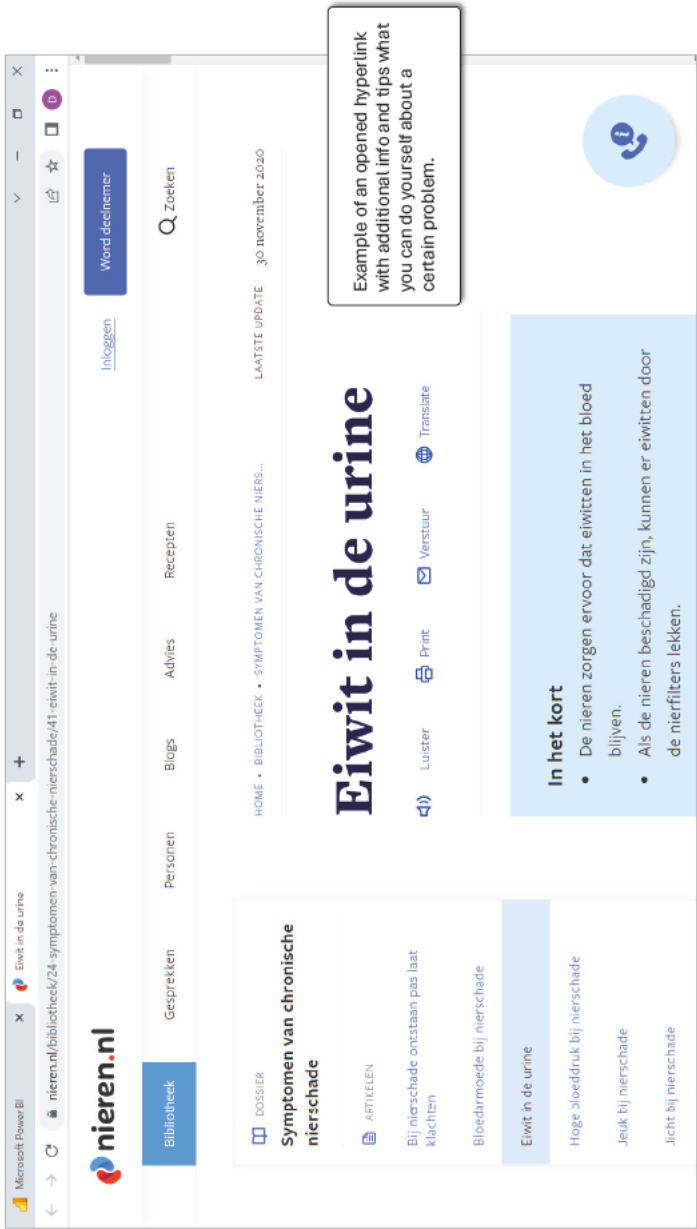 Microsoft Power BI
Eiwit in de urine
nieren.nl/bibliotheek/24-symptomen-van-chronische-nierschade/41-eiwit-in-de-urine
D
nieren.nl
Inloggen
Word deelnemer
Bibliotheek
Gesprekken
Personen
Blogs
Advies
Recepten
Zoeken
DOSSIER
Symptomen van chronische
nierschade
ARTIKELEN
Bij nierschade ontstaan pas laat
klachten
Bloedarmoede bij nierschade
Eiwit in de urine
Hoge bloeddruk bij nierschade
Jeuk bij nierschade
Jicht bij nierschade
HOME • BIBLIOTHEEK • SYMPTOMEN VAN CHRONISCHE NIERS...
LAATSTE UPDATE 30 november 2020
Eiwit in de urine
Luister
Print
Verstuur
Translate
In het kort
• De nieren zorgen ervoor dat eiwitten in het bloed
blijven.
• Als de nieren beschadigd zijn, kunnen er eiwitten door
de nierfilters lekken.
Example of an opened hyperlink
with additional info and tips what
you can do yourself about a
certain problem.